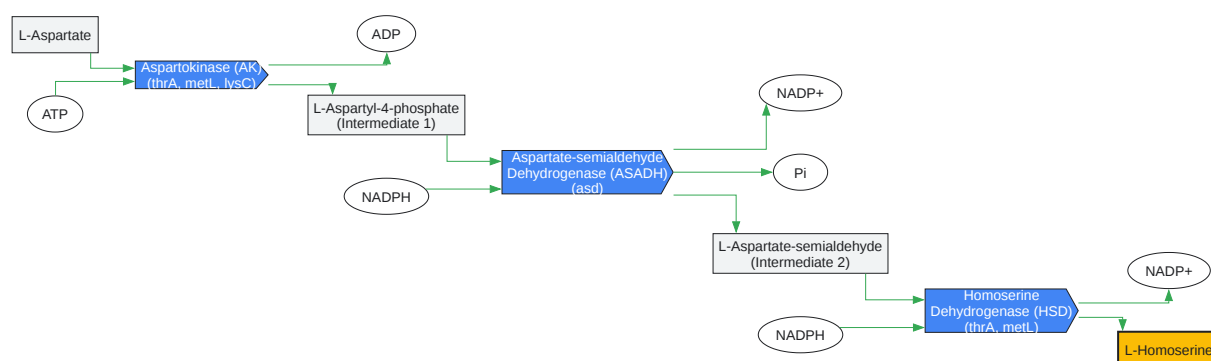 L-Aspartate
ADP
Aspartokinase (AK)
(thrA, metL, lysC)
ATP
L-Aspartyl-4-phosphate
(Intermediate 1)
NADP+
Aspartate-semialdehyde
Dehydrogenase (ASADH)
(asd)
Pi
NADPH
L-Aspartate-semialdehyde
(Intermediate 2)
NADP+
Homoserine
Dehydrogenase (HSD)
(thrA, metL)
NADPH
L-Homoserine